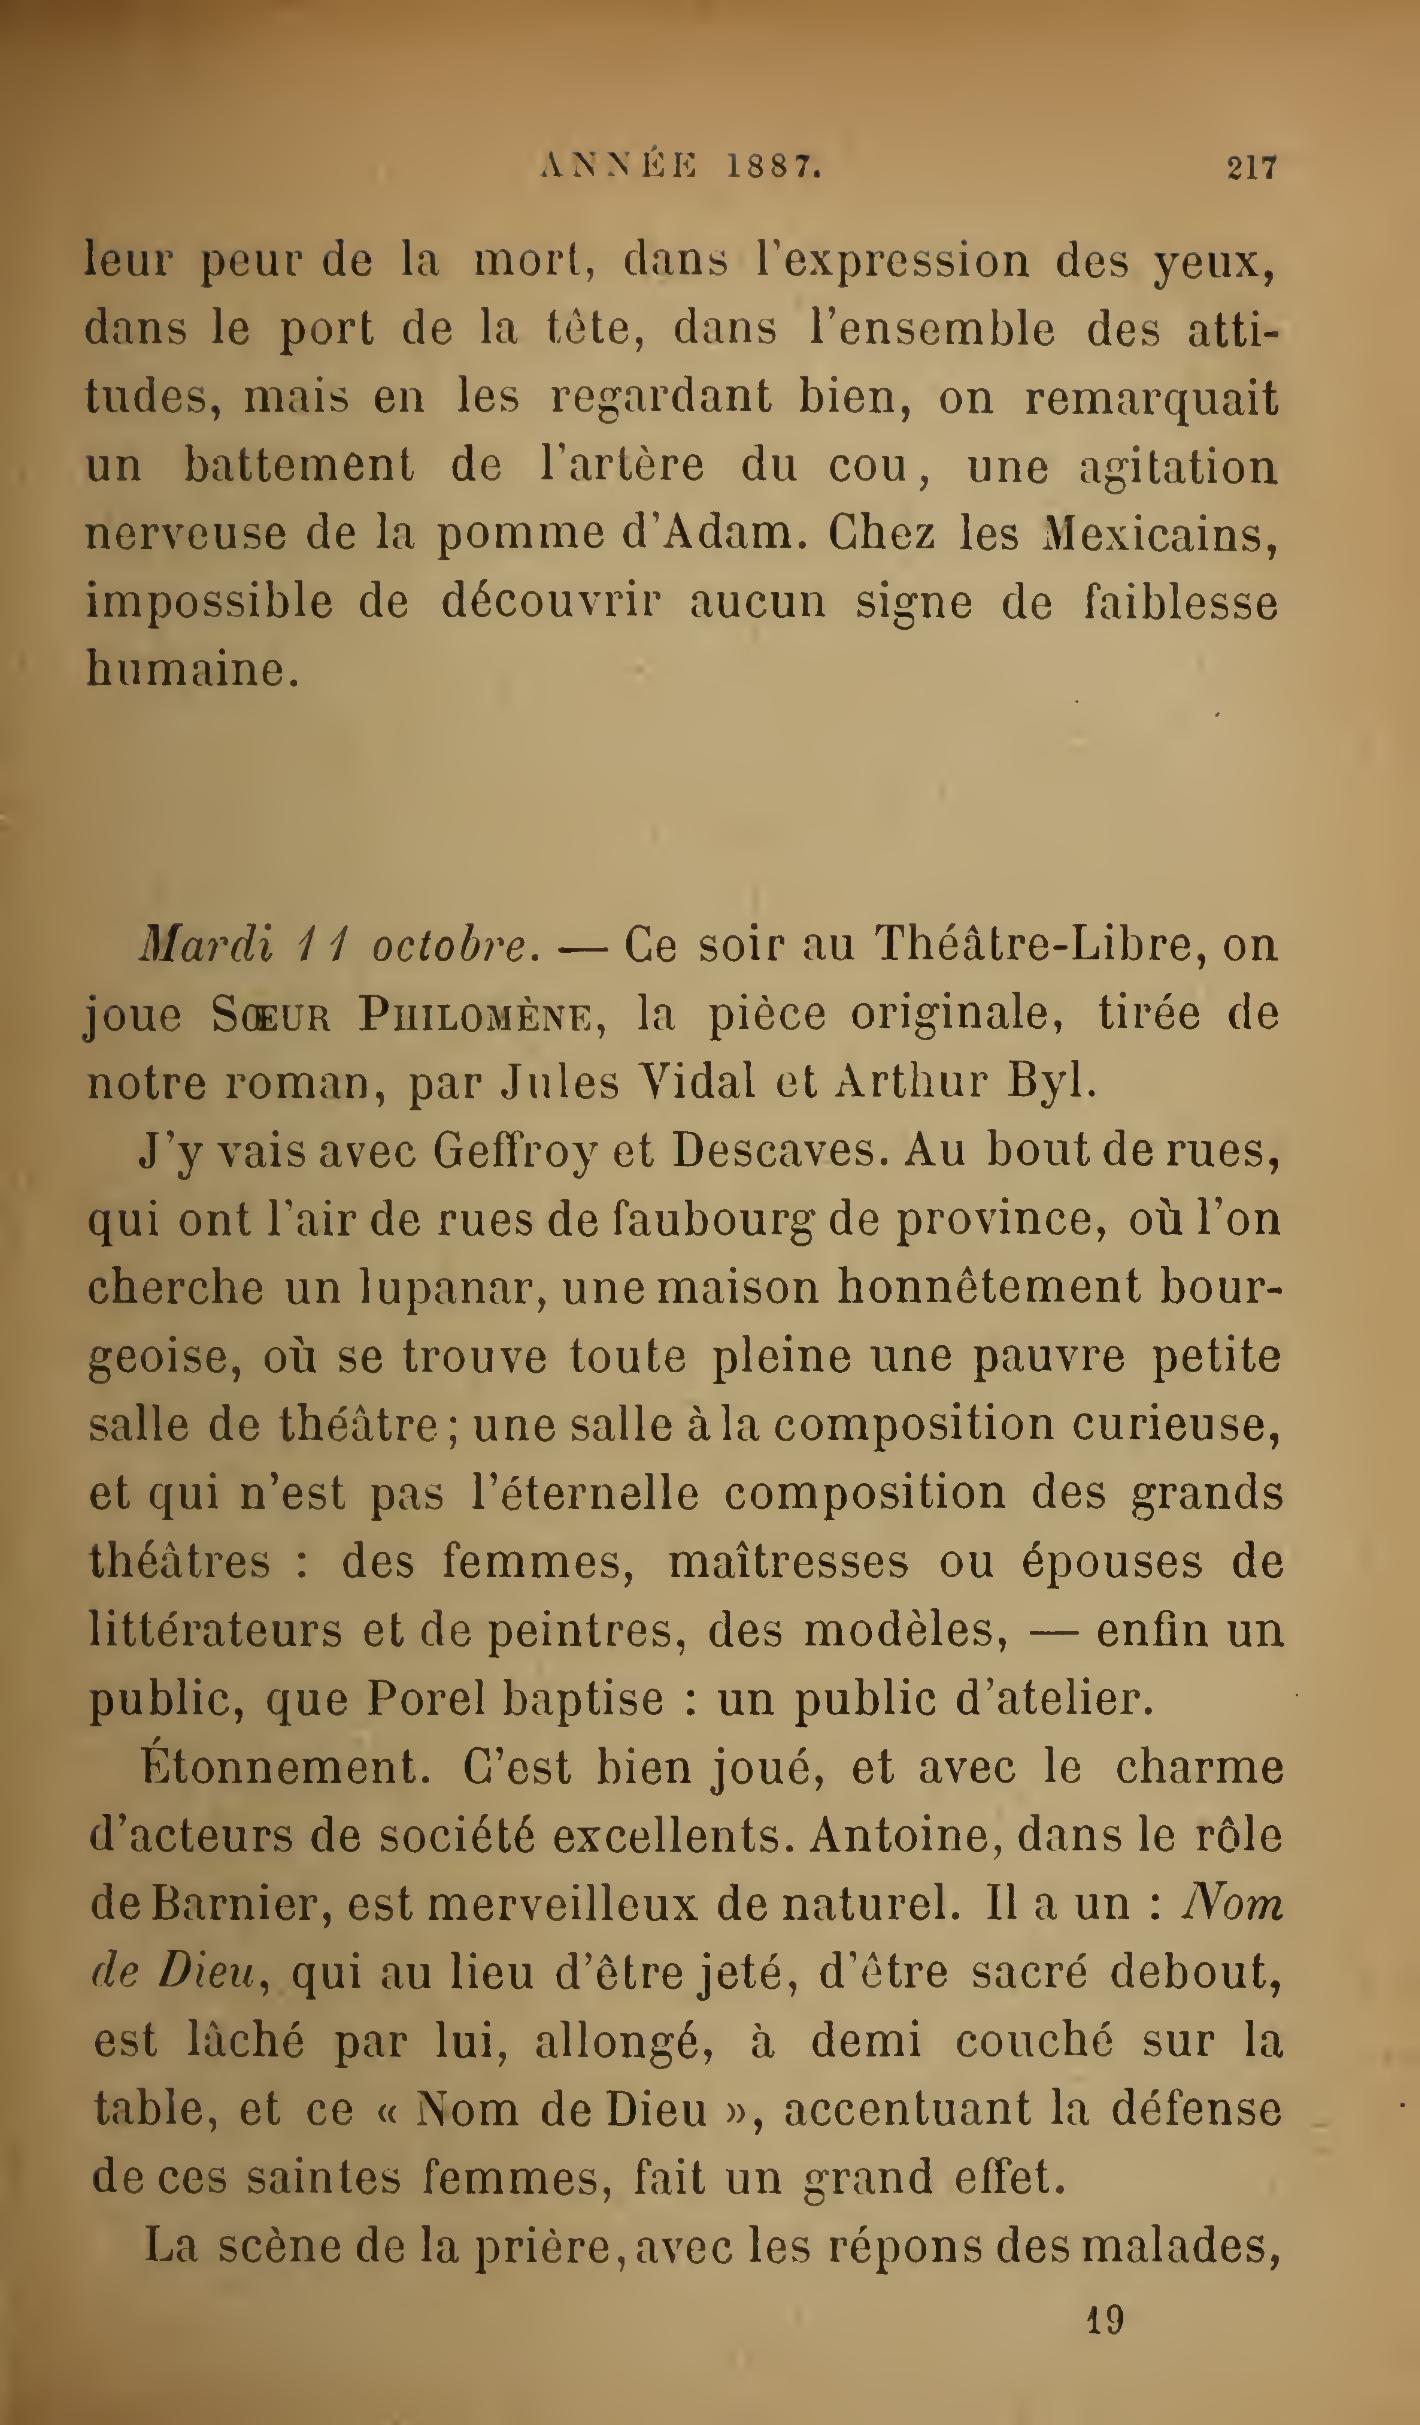 ANNÉE 1887. 217
leur peur de la mort, dans l'expression des yeux,
dans le port de la tête, dans l'ensemble des atti-
tudes, mais en les regardant bien, on remarquait
un battement de l'artère du cou, une agitation
nerveuse de la pomme d'Adam. Chez les Mexicains,
impossible de découvrir aucun signe de faiblesse
humaine.
Mardi 11 octobre. — Ce soir au Théâtre-Libre, on
joue SŒUR PHILOMÈNE, la pièce originale, tirée de
notre roman, par Jules Vidal et Arthur Byl.
J'y vais avec Geffroy et Descaves. Au bout de rues,
qui ont l'air de rues de faubourg de province, où l'on
cherche un lupanar, une maison honnêtement bour-
geoise, où se trouve toute pleine une pauvre petite
salle de théâtre; une salle à la composition curieuse,
et qui n'est pas l'éternelle composition des grands
théâtres : des femmes, maîtresses ou épouses de
littérateurs et de peintres, des modèles, — enfin un
public, que Porel baptise : un public d'atelier.
Étonnement. C'est bien joué, et avec le charme
d'acteurs de société excellents. Antoine, dans le rôle
de Barnier, est merveilleux de naturel. Il a un : Nom
de Dieu, qui au lieu d'être jeté, d'être sacré debout,
est lâché par lui, allongé, à demi couché sur la
table, et ce « Nom de Dieu », accentuant la défense
de ces saintes femmes, fait un grand effet.
La scène de la prière, avec les répons des malades,
19